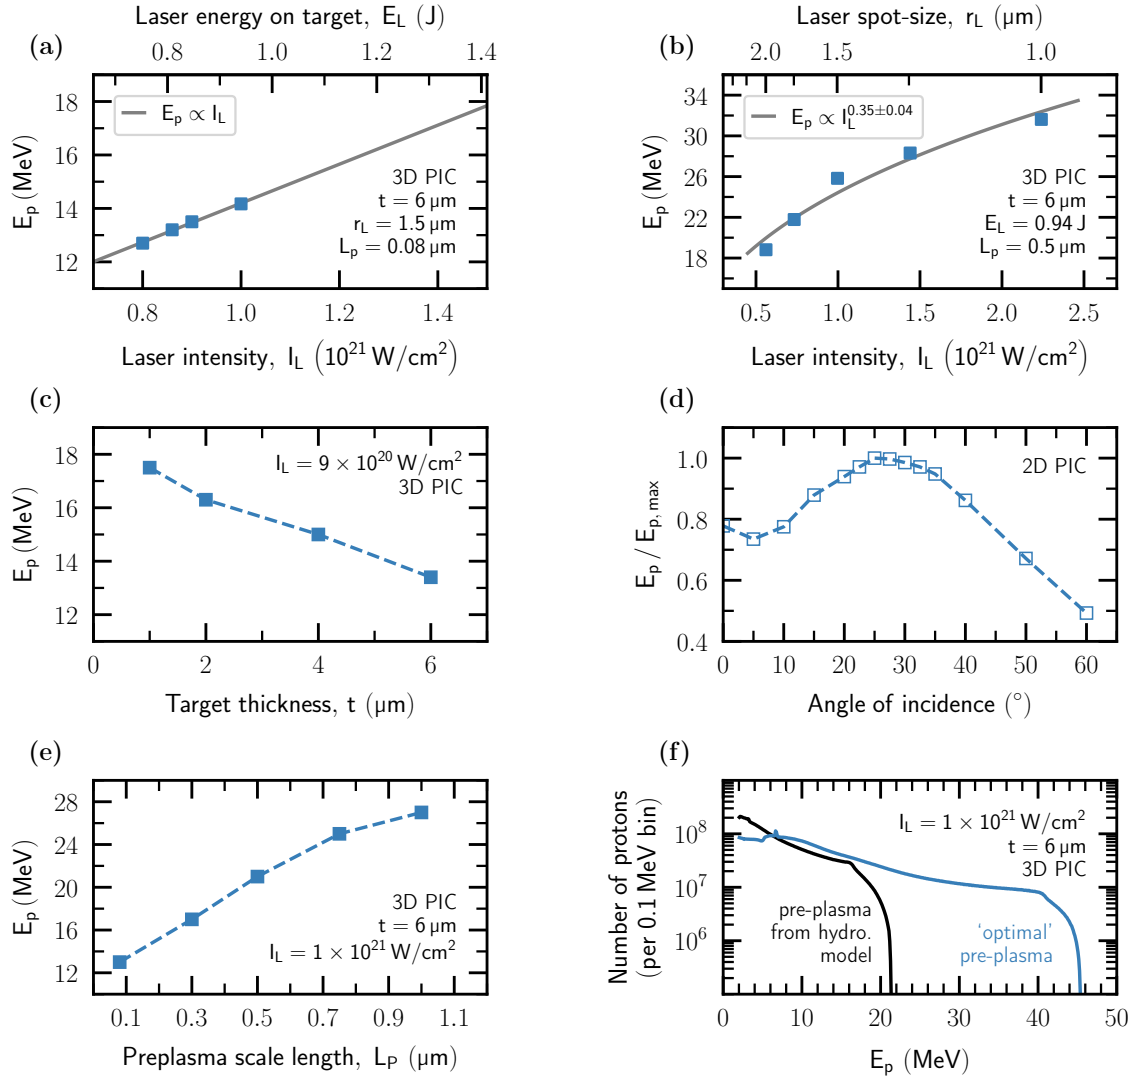 Laser energy on target, E_L (J)
(a)
0.8 1.0 1.2 1.4
18
16
14
12
E_p (MeV)
E_p ∝ I_L
3D PIC
t = 6 μm
r_L = 1.5 μm
L_p = 0.08 μm
0.8 1.0 1.2 1.4
Laser intensity, I_L (10^21 W/cm^2)
Laser spot-size, r_L (μm)
(b)
2.0 1.5 1.0
34
30
26
22
18
E_p (MeV)
E_p ∝ I_L^0.35±0.04
3D PIC
t = 6 μm
E_L = 0.94 J
L_p = 0.5 μm
0.5 1.0 1.5 2.0 2.5
Laser intensity, I_L (10^21 W/cm^2)
(c)
18
16
14
12
E_p (MeV)
I_L = 9 × 10^20 W/cm^2
3D PIC
0 2 4 6
Target thickness, t (μm)
(d)
1.0
0.8
0.6
0.4
E_p / E_p, max
2D PIC
0 10 20 30 40 50 60
Angle of incidence (°)
(e)
28
24
20
16
12
E_p (MeV)
3D PIC
t = 6 μm
I_L = 1 × 10^21 W/cm^2
0.1 0.3 0.5 0.7 0.9 1.1
Preplasma scale length, L_P (μm)
(f)
10^8
10^7
10^6
Number of protons
(per 0.1 MeV bin)
I_L = 1 × 10^21 W/cm^2
t = 6 μm
3D PIC
pre-plasma
from hydro.
model
'optimal'
pre-plasma
0 10 20 30 40 50
E_p (MeV)